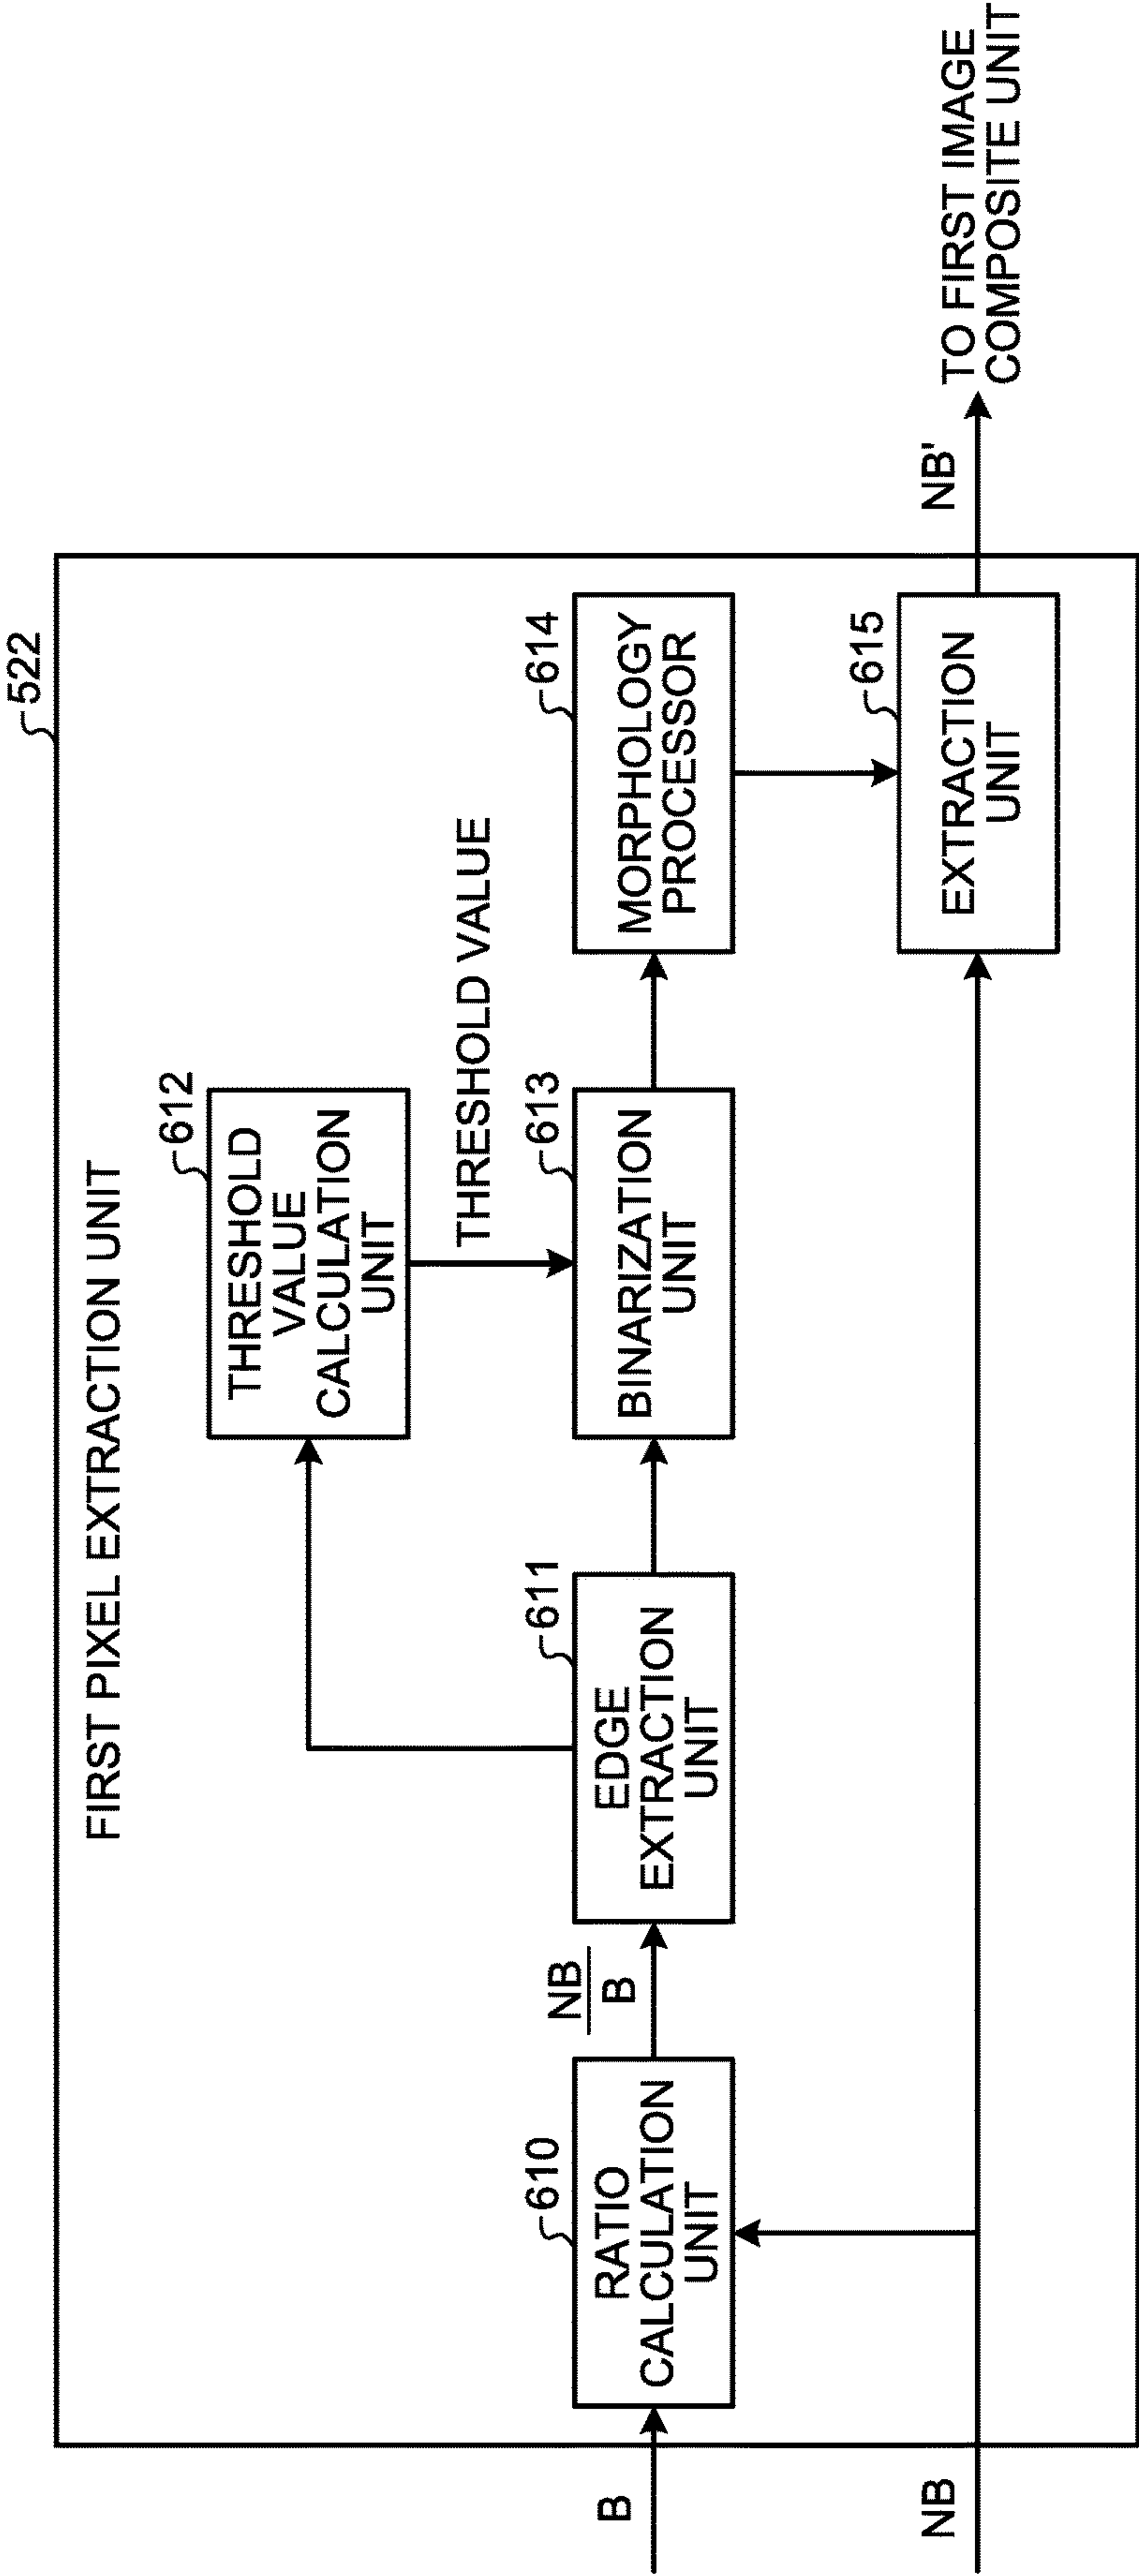 522
FIRST PIXEL EXTRACTION UNIT
612
THRESHOLD
VALUE
CALCULATION
UNIT
THRESHOLD VALUE
B
610
RATIO
CALCULATION
UNIT
NB
B
611
EDGE
EXTRACTION
UNIT
613
BINARIZATION
UNIT
614
MORPHOLOGY
PROCESSOR
NB
615
EXTRACTION
UNIT
NB'
TO FIRST IMAGE
COMPOSITE UNIT